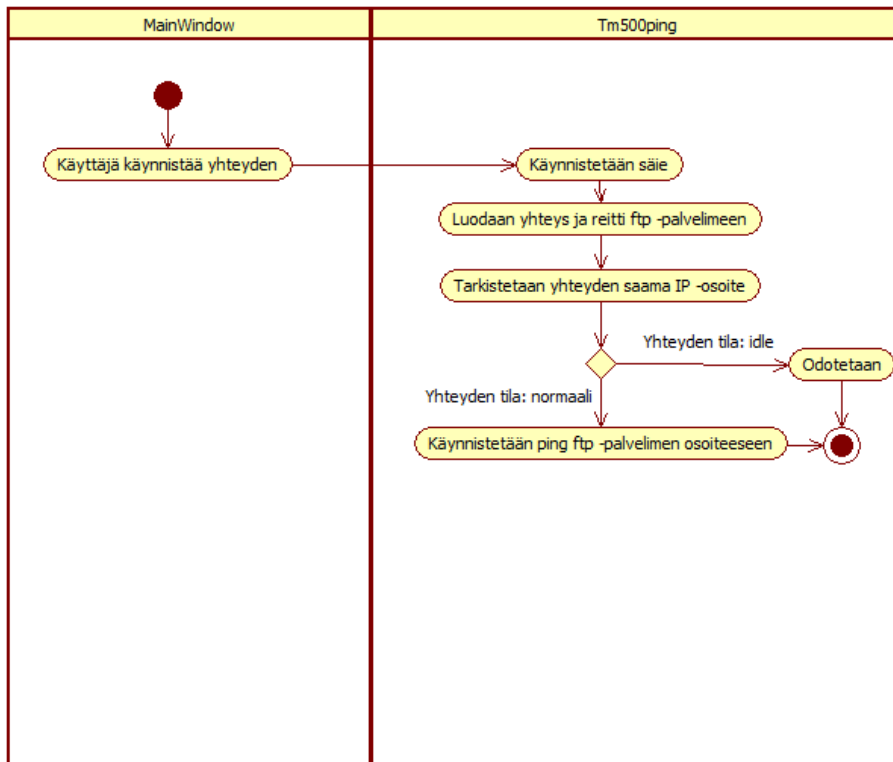 MainWindow
Tm500ping
Käyttäjä käynnistää yhteyden
Käynnistetään säie
Luodaan yhteys ja reitti ftp -palvelimeen
Tarkistetaan yhteyden saama IP -osoite
Yhteyden tila: idle
Odotetaan
Yhteyden tila: normaali
Käynnistetään ping ftp -palvelimen osoiteeseen